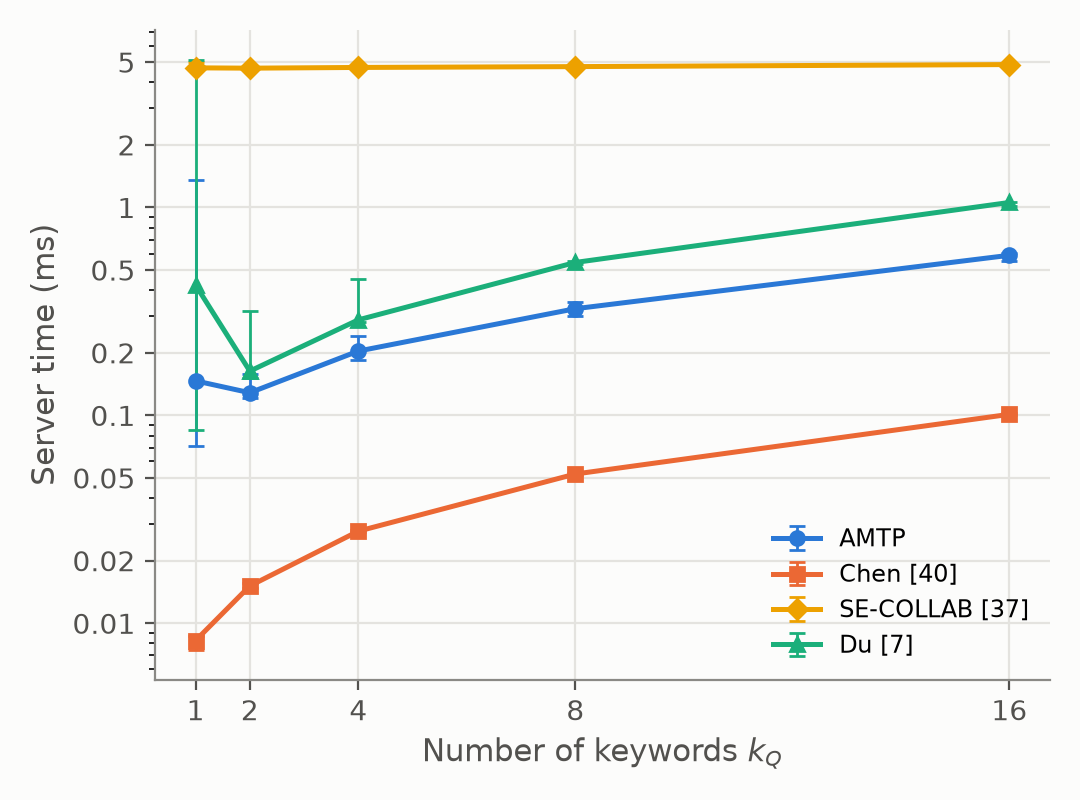 Server time (ms)
5
2
1
0.5
0.2
0.1
0.05
0.02
0.01
AMTP
Chen [40]
SE-COLLAB [37]
Du [7]
1 2 4 8 16
Number of keywords k_Q